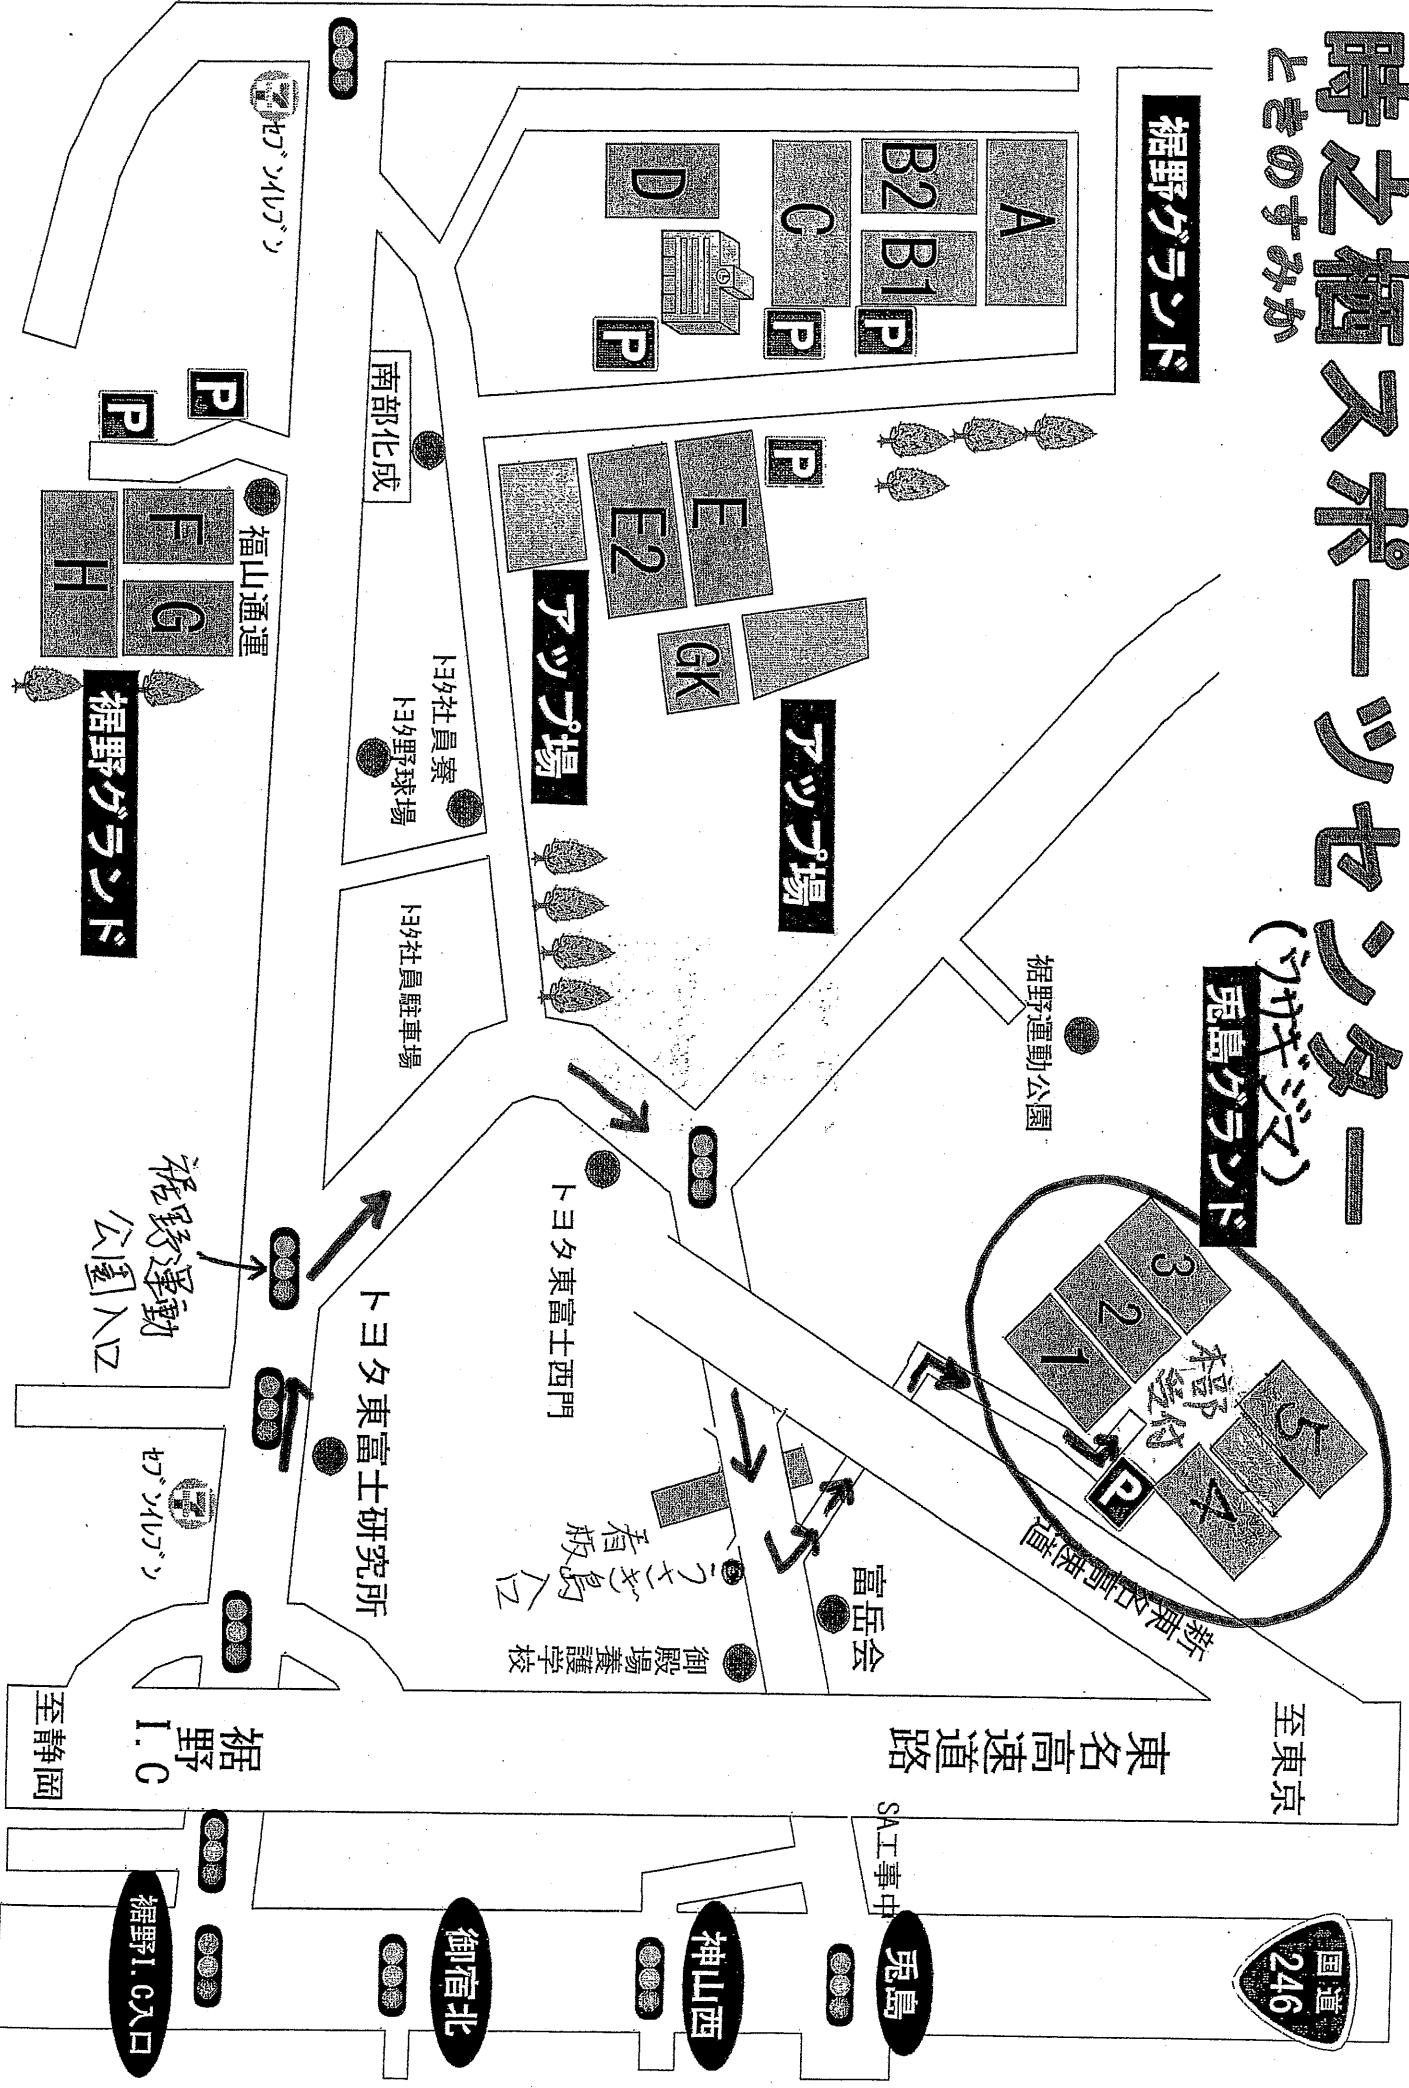 時之栖スポーツセンター
ときのすみか
(ウサギジマ)
兎島グランド
裾野グランド
A
B2
B1
C
D
P
P
P
P
E
E2
GK
アップ場
アップ場
裾野運動公園
3
2
1
本部
受付
5
4
P
新東名高速道
セブンイレブン
南部化成
トヨタ社員寮
トヨタ野球場
トヨタ社員駐車場
P
P
福山通運
F
G
H
裾野グランド
裾野運動
公園入口
トヨタ東富士西門
トヨタ東富士研究所
セブンイレブン
うさぎ島入口
看板
富岳会
御殿場養護学校
至東京
東名高速道路
裾野
I.C
至静岡
SA工事中
国道
246
兎島
神山西
御宿北
裾野I.C入口